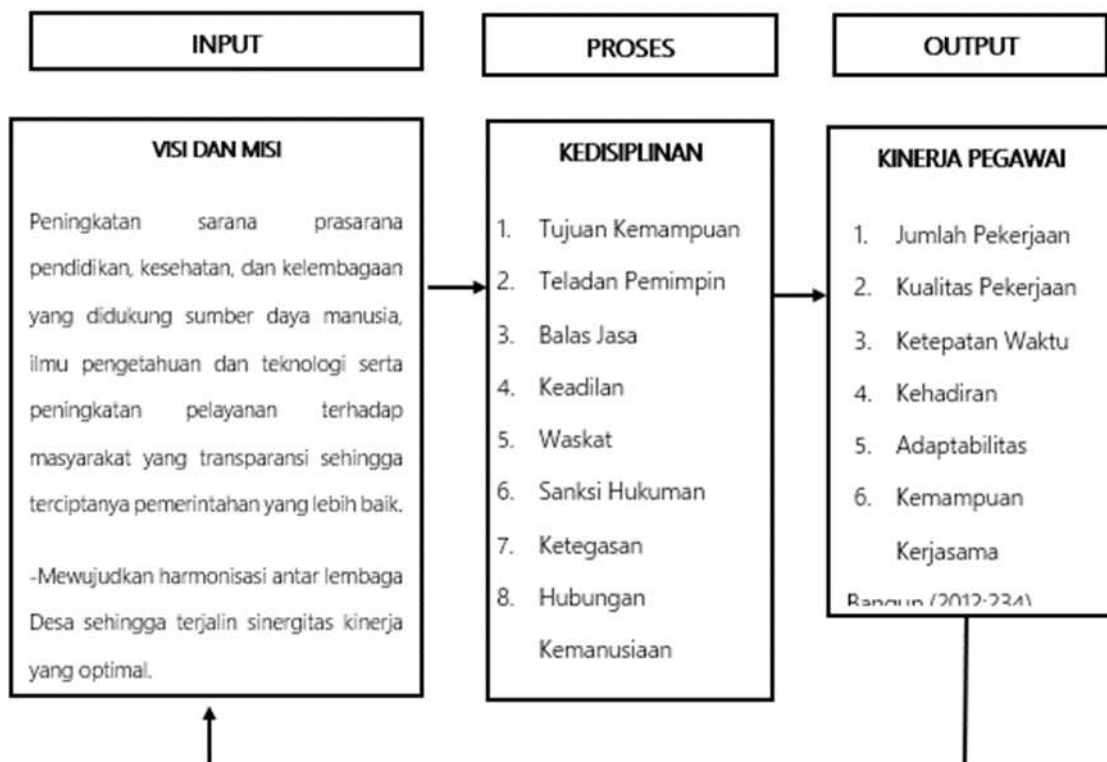 INPUT
PROSES
OUTPUT
VISI DAN MISI
Peningkatan sarana prasarana
pendidikan, kesehatan, dan kelembagaan
yang didukung sumber daya manusia,
ilmu pengetahuan dan teknologi serta
peningkatan pelayanan terhadap
masyarakat yang transparansi sehingga
terciptanya pemerintahan yang lebih baik.
-Mewujudkan harmonisasi antar lembaga
Desa sehingga terjalin sinergitas kinerja
yang optimal.
KEDISIPLINAN
1. Tujuan Kemampuan
2. Teladan Pemimpin
3. Balas Jasa
4. Keadilan
5. Waskat
6. Sanksi Hukuman
7. Ketegasan
8. Hubungan
Kemanusiaan
KINERJA PEGAWAI
1. Jumlah Pekerjaan
2. Kualitas Pekerjaan
3. Ketepatan Waktu
4. Kehadiran
5. Adaptabilitas
6. Kemampuan
Kerjasama
Bangun (2012:234)